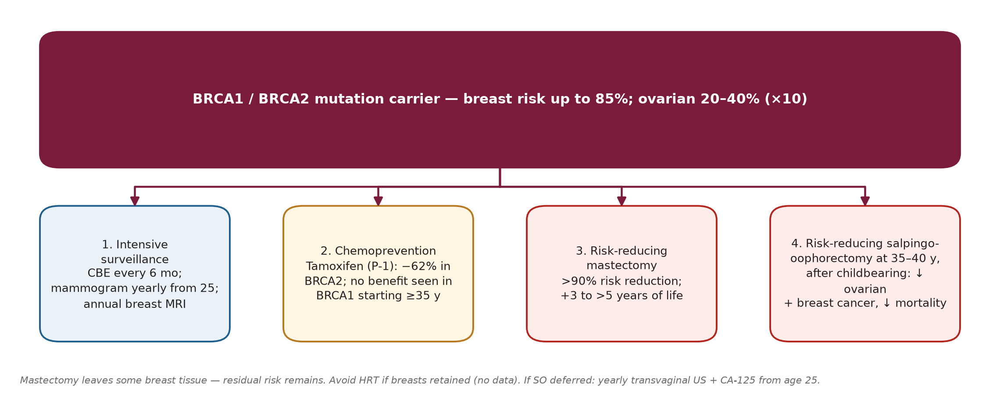 BRCA1 / BRCA2 mutation carrier — breast risk up to 85%; ovarian 20–40% (×10)
1. Intensive
surveillance
CBE every 6 mo;
mammogram yearly from 25;
annual breast MRI
2. Chemoprevention
Tamoxifen (P-1): −62% in
BRCA2; no benefit seen in
BRCA1 starting ≥35 y
3. Risk-reducing
mastectomy
>90% risk reduction;
+3 to >5 years of life
4. Risk-reducing salpingo-
oophorectomy at 35–40 y,
after childbearing: ↓
ovarian
+ breast cancer, ↓ mortality
Mastectomy leaves some breast tissue — residual risk remains. Avoid HRT if breasts retained (no data). If SO deferred: yearly transvaginal US + CA-125 from age 25.